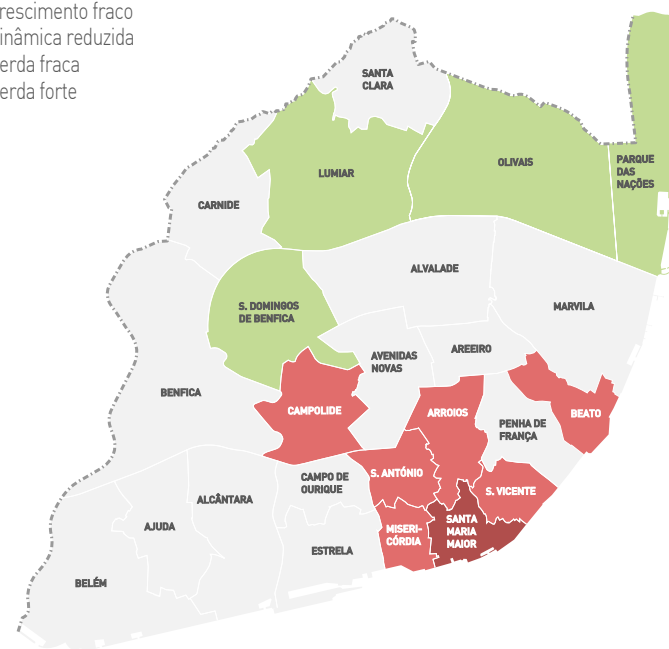 rescimento fraco
inâmica reduzida
erda fraca
erda forte
SANTA
CLARA
LUMIAR
OLIVAIS
PARQUE
DAS
NAÇÕES
CARNIDE
ALVALADE
S. DOMINGOS
DE BENFICA
MARVILA
AVENIDAS
NOVAS
AREEIRO
BENFICA
CAMPOLIDE
ARROIOS
BEATO
PENHA DE
FRANÇA
S. ANTÓNIO
CAMPO DE
OURIQUE
S. VICENTE
ALCÂNTARA
AJUDA
MISERI-
CÓRDIA
SANTA
MARIA
MAIOR
ESTRELA
BELÉM